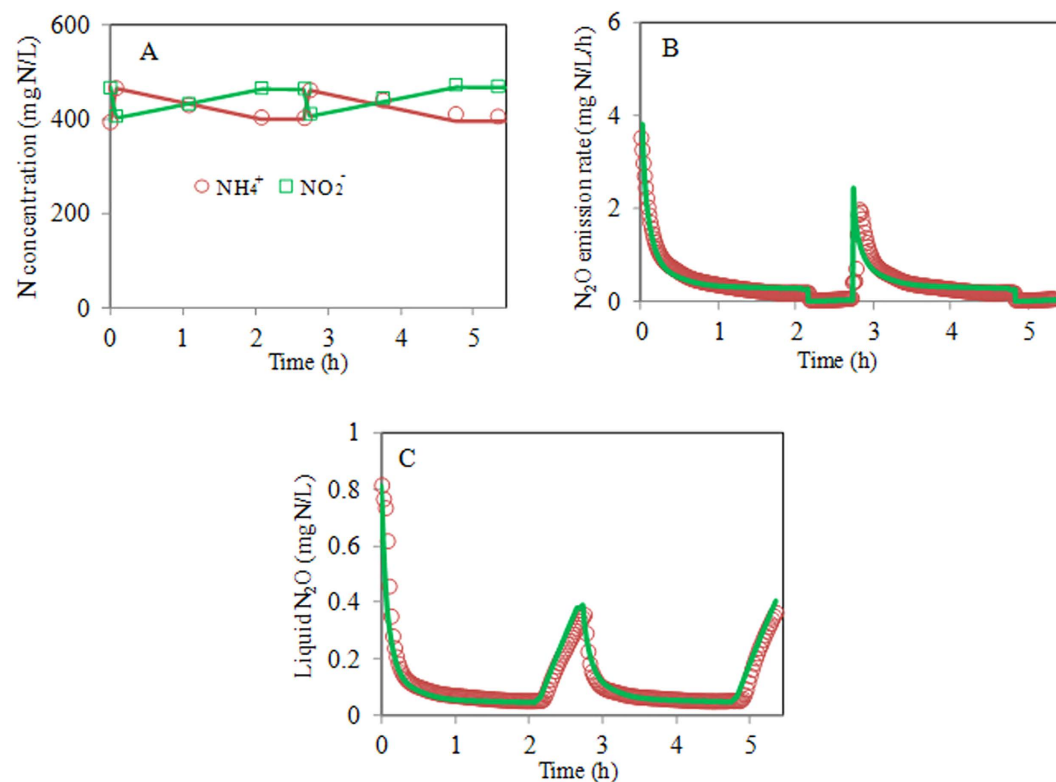 A
N concentration (mg N/L)
600
400
200
0
NH₄⁺ NO₂⁻
0 1 2 3 4 5
Time (h)
B
N₂O emission rate (mg N/L/h)
6
4
2
0
0 1 2 3 4 5
Time (h)
C
Liquid N₂O (mg N/L)
1
0.8
0.6
0.4
0.2
0
0 1 2 3 4 5
Time (h)